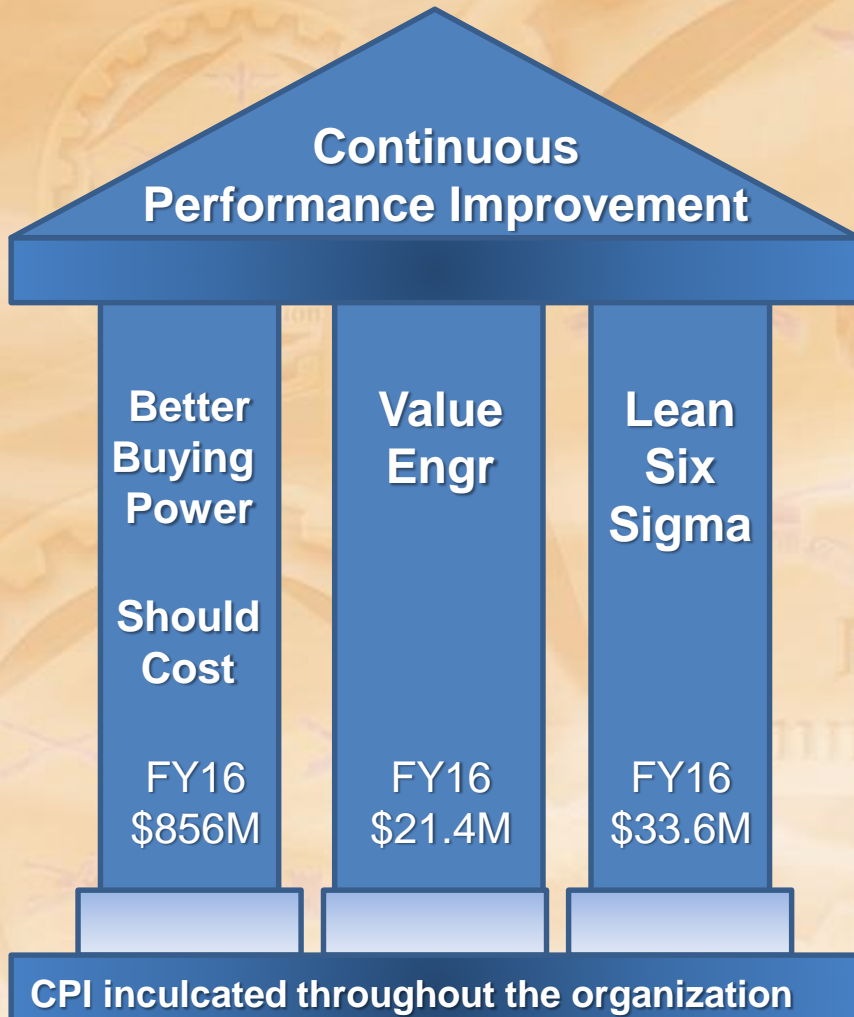 Continuous
Performance Improvement
Better
Buying
Power
Should
Cost
FY16
$856M
Value
Engr
FY16
$21.4M
Lean
Six
Sigma
FY16
$33.6M
CPI inculcated throughout the organization